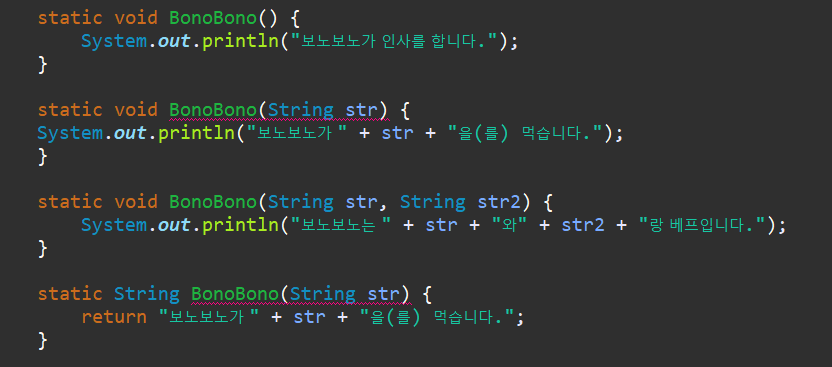 static void BonoBono() {
    System.out.println("보노보노가 인사를 합니다.");
}

static void BonoBono(String str) {
System.out.println("보노보노가 " + str + "을(를) 먹습니다.");
}

static void BonoBono(String str, String str2) {
    System.out.println("보노보노는 " + str + "와" + str2 + "랑 베프입니다.");
}

static String BonoBono(String str) {
    return "보노보노가 " + str + "을(를) 먹습니다.";
}